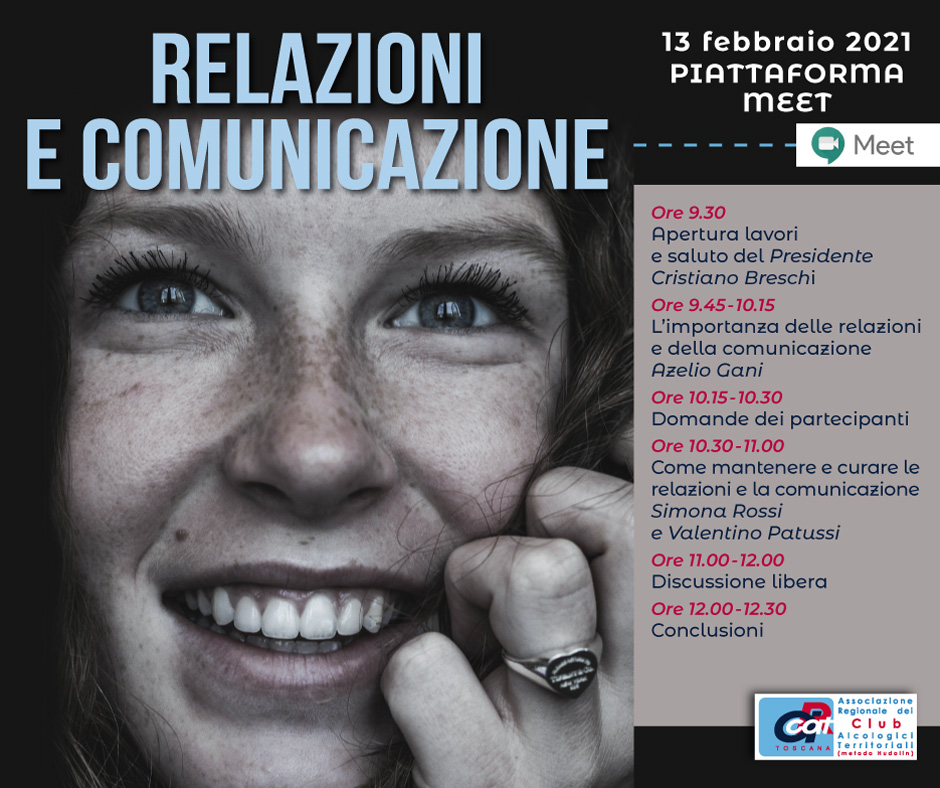 RELAZIONI
E COMUNICAZIONE
13 febbraio 2021
PIATTAFORMA
MEET
Meet
Ore 9.30
Apertura lavori
e saluto del Presidente
Cristiano Breschi
Ore 9.45-10.15
L'importanza delle relazioni
e della comunicazione
Azelio Gani
Ore 10.15-10.30
Domande dei partecipanti
Ore 10.30-11.00
Come mantenere e curare le
relazioni e la comunicazione
Simona Rossi
e Valentino Patussi
Ore 11.00-12.00
Discussione libera
Ore 12.00-12.30
Conclusioni
TOSCANA
Associazione
Regionale dei
Club
Alcologici
Territoriali
(metodo Hudolin)